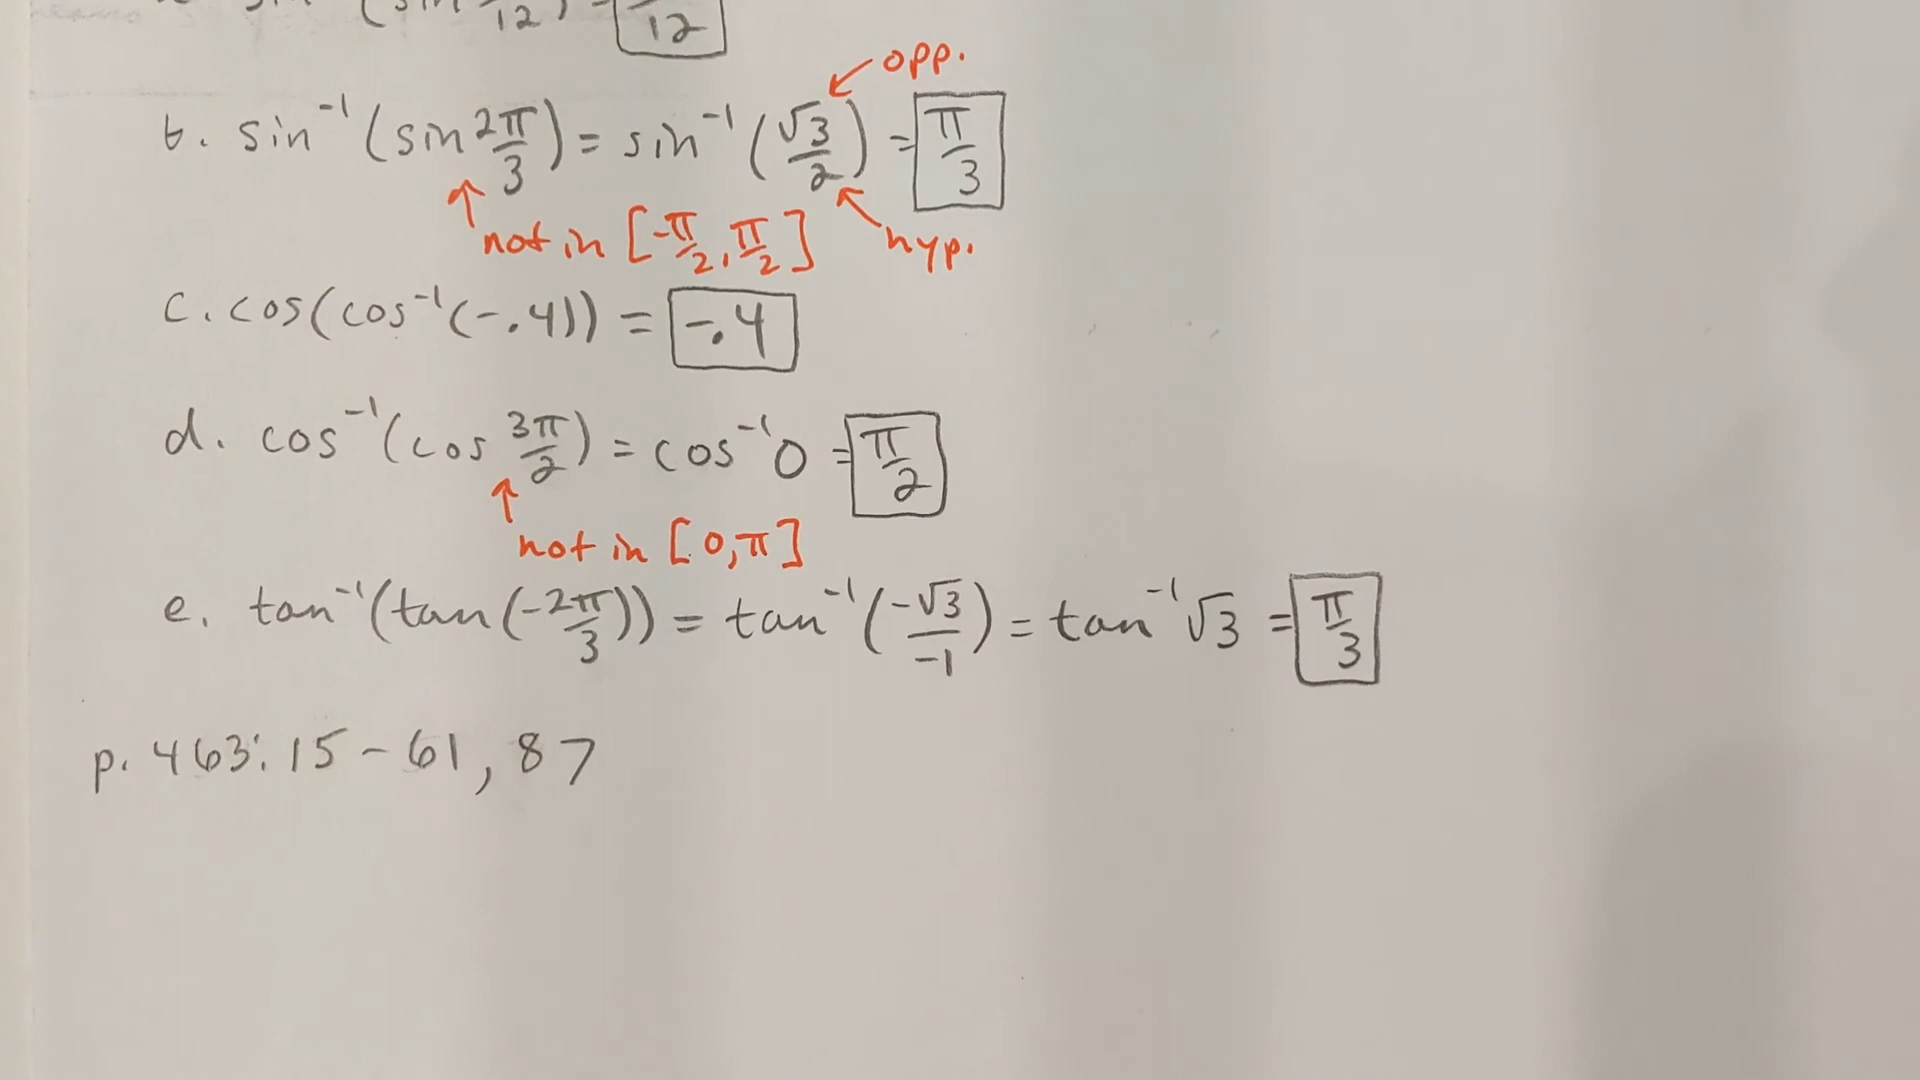 12 12
opp.
b. sin⁻¹(sin 2π/3) = sin⁻¹(√3/2) = π/3
not in [-π/2, π/2] hyp.
c. cos(cos⁻¹(-.4)) = -.4
d. cos⁻¹(cos 3π/2) = cos⁻¹0 = π/2
not in [0,π]
e. tan⁻¹(tan(-2π/3)) = tan⁻¹(-√3/-1) = tan⁻¹√3 = π/3
p. 463: 15-61, 87